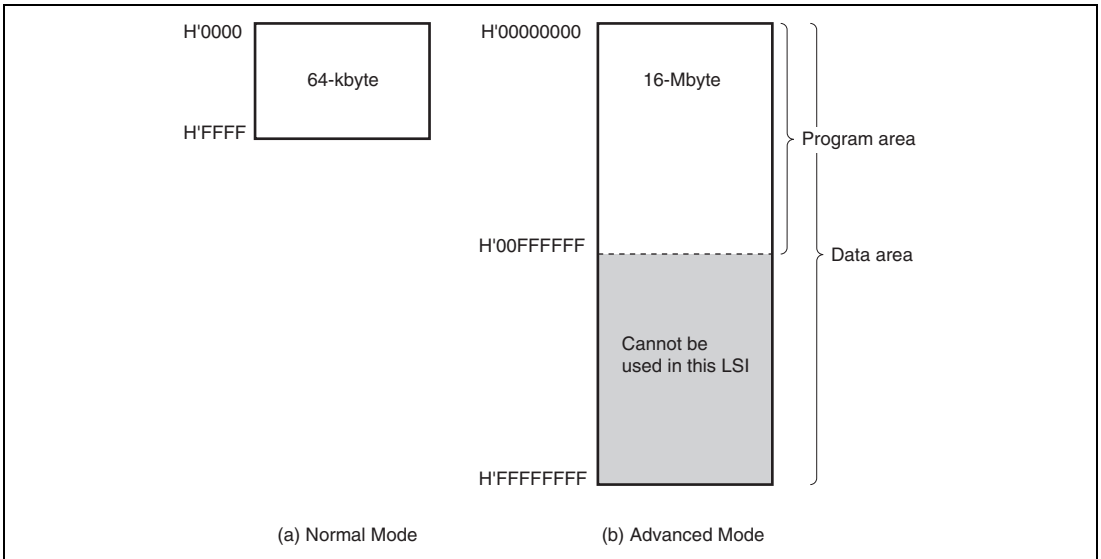 H'0000
64-kbyte
H'FFFF
H'00000000
16-Mbyte
Program area
H'00FFFFFF
Data area
Cannot be
used in this LSI
H'FFFFFFFF
(a) Normal Mode
(b) Advanced Mode